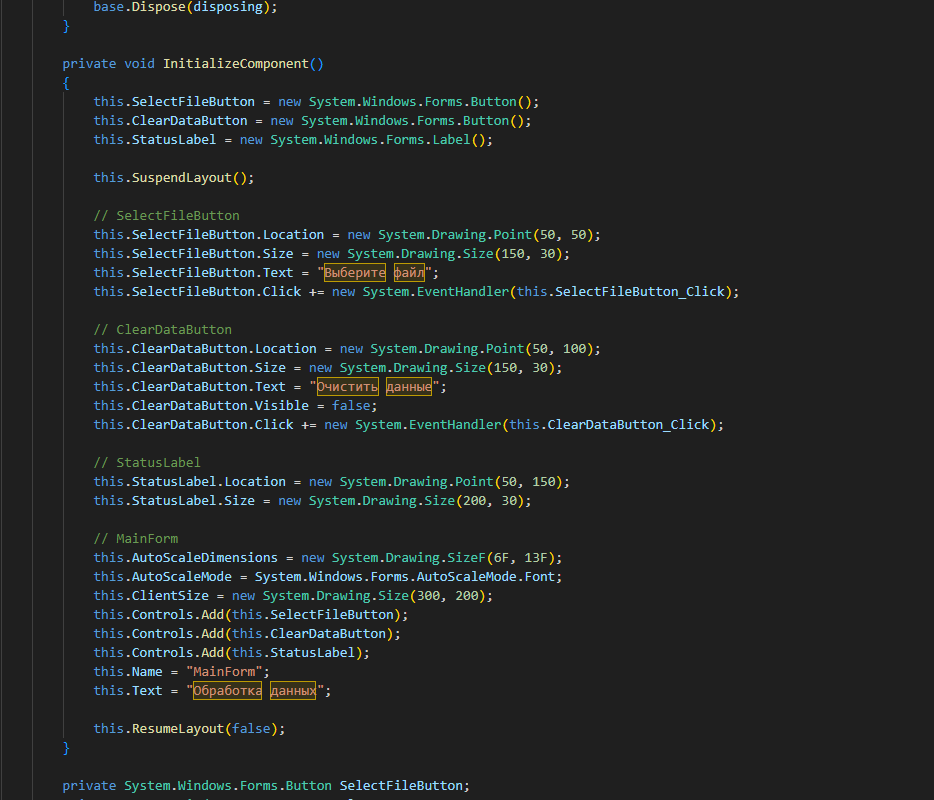 base.Dispose(disposing);
}
private void InitializeComponent()
{
this.SelectFileButton = new System.Windows.Forms.Button();
this.ClearDataButton = new System.Windows.Forms.Button();
this.StatusLabel = new System.Windows.Forms.Label();
this.SuspendLayout();
// SelectFileButton
this.SelectFileButton.Location = new System.Drawing.Point(50, 50);
this.SelectFileButton.Size = new System.Drawing.Size(150, 30);
this.SelectFileButton.Text = "Выберите файл";
this.SelectFileButton.Click += new System.EventHandler(this.SelectFileButton_Click);
// ClearDataButton
this.ClearDataButton.Location = new System.Drawing.Point(50, 100);
this.ClearDataButton.Size = new System.Drawing.Size(150, 30);
this.ClearDataButton.Text = "Очистить данные";
this.ClearDataButton.Visible = false;
this.ClearDataButton.Click += new System.EventHandler(this.ClearDataButton_Click);
// StatusLabel
this.StatusLabel.Location = new System.Drawing.Point(50, 150);
this.StatusLabel.Size = new System.Drawing.Size(200, 30);
// MainForm
this.AutoScaleDimensions = new System.Drawing.SizeF(6F, 13F);
this.AutoScaleMode = System.Windows.Forms.AutoScaleMode.Font;
this.ClientSize = new System.Drawing.Size(300, 200);
this.Controls.Add(this.SelectFileButton);
this.Controls.Add(this.ClearDataButton);
this.Controls.Add(this.StatusLabel);
this.Name = "MainForm";
this.Text = "Обработка данных";
this.ResumeLayout(false);
}
private System.Windows.Forms.Button SelectFileButton;